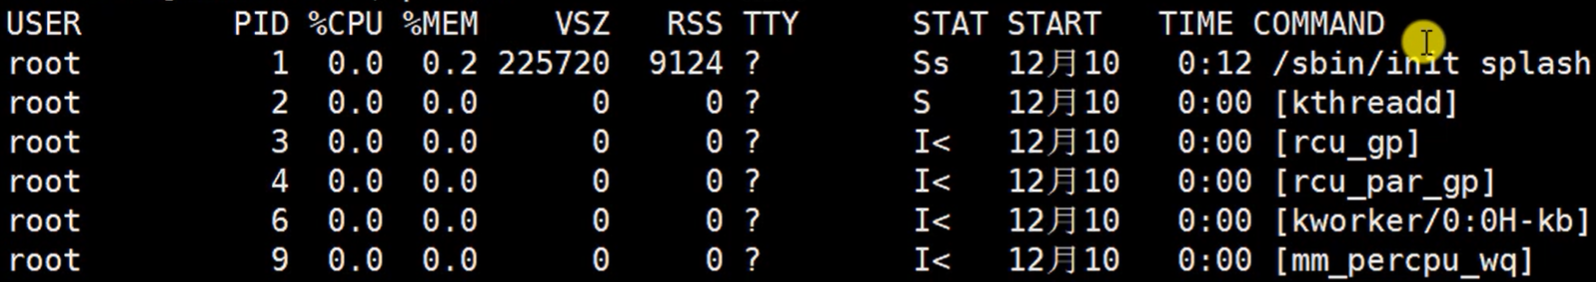 USER PID %CPU %MEM VSZ RSS TTY STAT START TIME COMMAND
root 1 0.0 0.2 225720 9124 ? Ss 12月10 0:12 /sbin/init splash
root 2 0.0 0.0 0 0 ? S 12月10 0:00 [kthreadd]
root 3 0.0 0.0 0 0 ? I< 12月10 0:00 [rcu_gp]
root 4 0.0 0.0 0 0 ? I< 12月10 0:00 [rcu_par_gp]
root 6 0.0 0.0 0 0 ? I< 12月10 0:00 [kworker/0:0H-kb]
root 9 0.0 0.0 0 0 ? I< 12月10 0:00 [mm_percpu_wq]